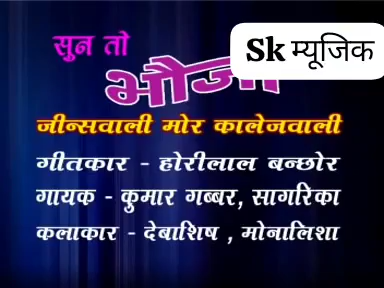 सुन तो
Sk म्यूजिक
जीन्सवाली मोर कालेजवाली
गीतकार - होरीलाल बन्छोर
गायक - कुमार गब्बर, सागरिका
कलाकार - देबाशिष , मोनालिशा